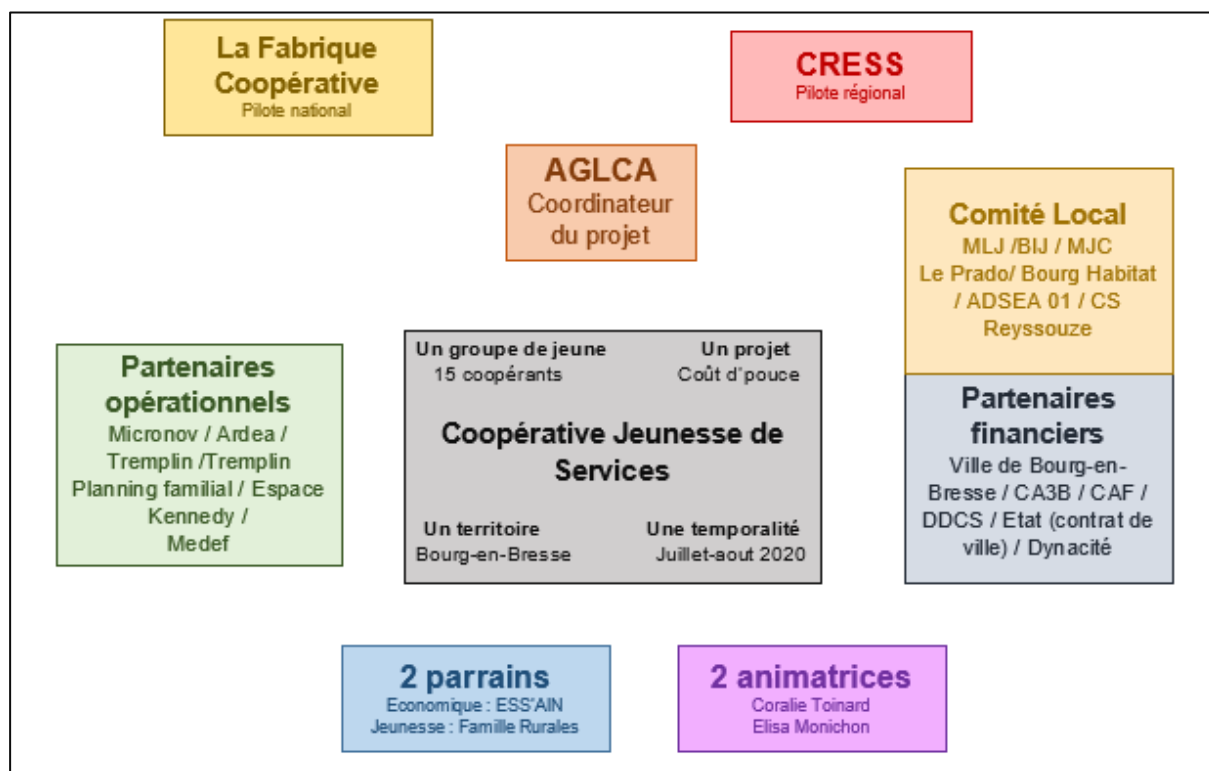 La Fabrique
Coopérative
Pilote national
CRESS
Pilote régional
AGLCA
Coordinateur
du projet
Comité Local
MLJ /BIJ / MJC
Le Prado/ Bourg Habitat
/ ADSEA 01 / CS
Reyssouze
Partenaires
opérationnels
Micronov / Ardea /
Tremplin /Tremplin
Planning familial / Espace
Kennedy /
Medef
Un groupe de jeune
15 coopérants
Un projet
Coût d'pouce
Coopérative Jeunesse de
Services
Un territoire
Bourg-en-Bresse
Une temporalité
Juillet-aout 2020
Partenaires
financiers
Ville de Bourg-en-
Bresse / CA3B / CAF /
DDCS / Etat (contrat de
ville) / Dynacité
2 parrains
Economique : ESS'AIN
Jeunesse : Famille Rurales
2 animatrices
Coralie Toinard
Elisa Monichon